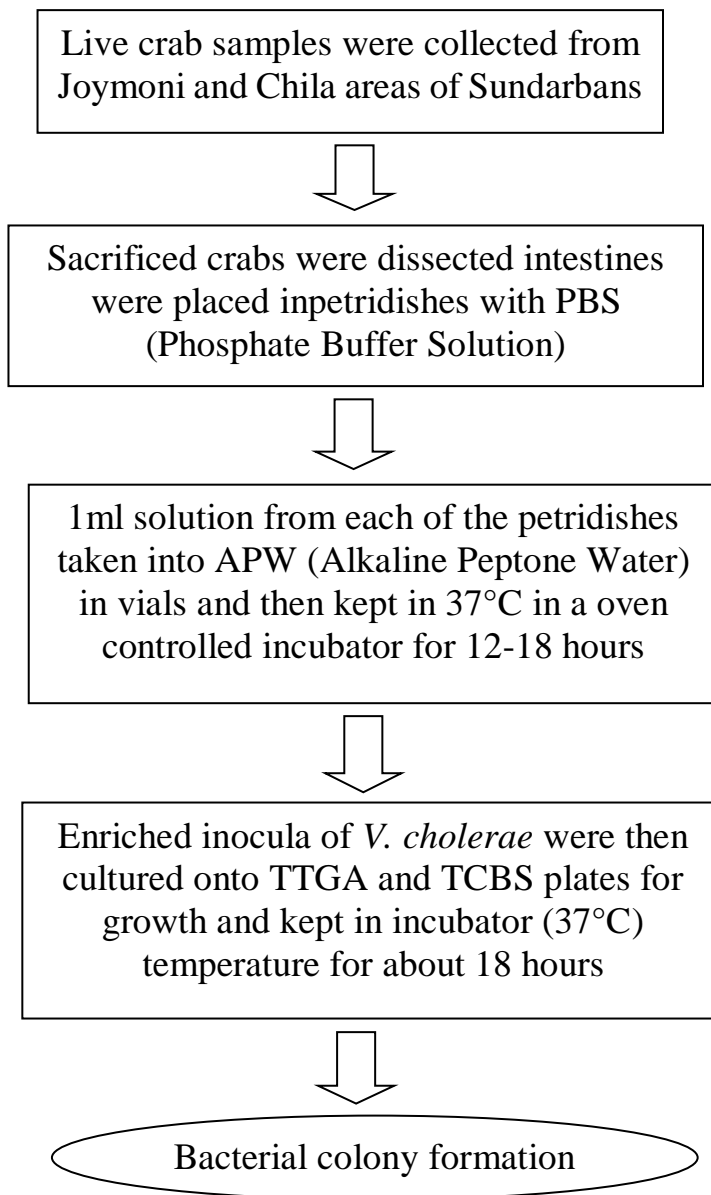 Live crab samples were collected from
Joymoni and Chila areas of Sundarbans
Sacrificed crabs were dissected intestines
were placed inpetridishes with PBS
(Phosphate Buffer Solution)
1ml solution from each of the petridishes
taken into APW (Alkaline Peptone Water)
in vials and then kept in 37°C in a oven
controlled incubator for 12-18 hours
Enriched inocula of V. cholerae were then
cultured onto TTGA and TCBS plates for
growth and kept in incubator (37°C)
temperature for about 18 hours
Bacterial colony formation